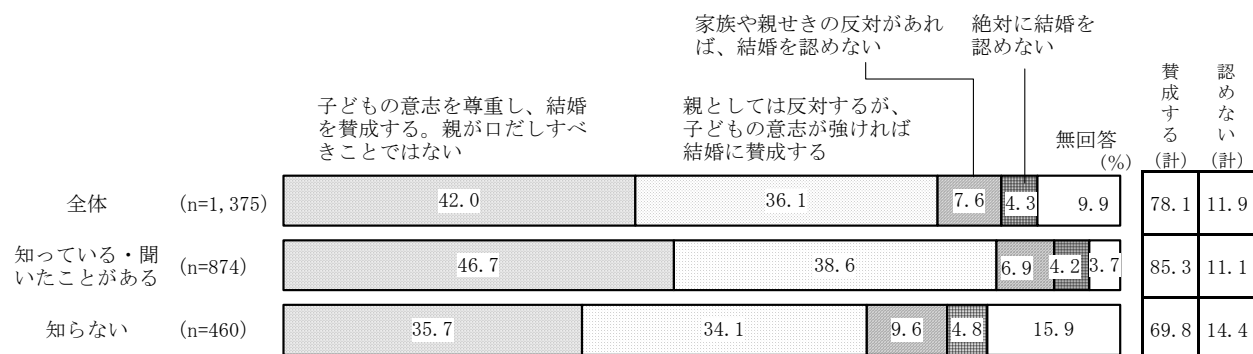 家族や親せきの反対があれ
ば、結婚を認めない
絶対に結婚を
認めない
子どもの意志を尊重し、結婚
を賛成する。親が口だしすべ
きことではない
親としては反対するが、
子どもの意志が強ければ
結婚に賛成する
無回答
(%)
賛成する(計)
認めない(計)
全体 (n=1,375) 42.0 36.1 7.6 4.3 9.9 78.1 11.9
知っている・聞
いたことがある
(n=874) 46.7 38.6 6.9 4.2 3.7 85.3 11.1
知らない (n=460) 35.7 34.1 9.6 4.8 15.9 69.8 14.4